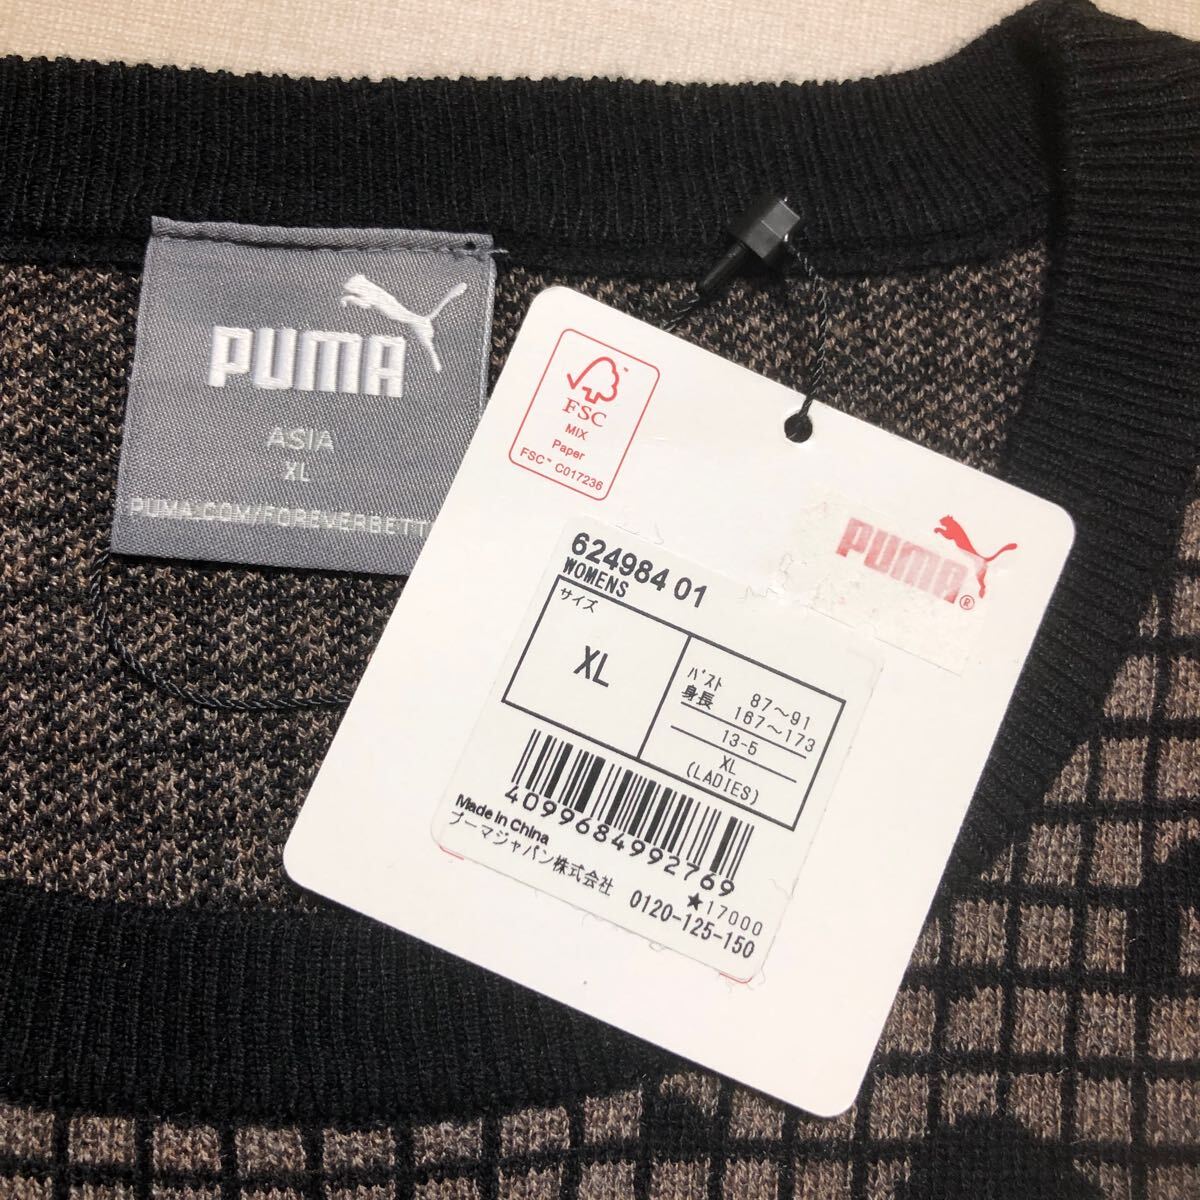 PUMA
ASIA
XL
PUMA.COM/FOREVERBETT
FSC™
MIX
Paper
FSC™ C017236
PUMA®
624984 01
WOMENS
サイズ
XL
バスト 87〜91
身長 167〜173
13-5
XL
(LADIES)
4099684992769
Made in China
プーマジャパン株式会社
★17000
0120-125-150